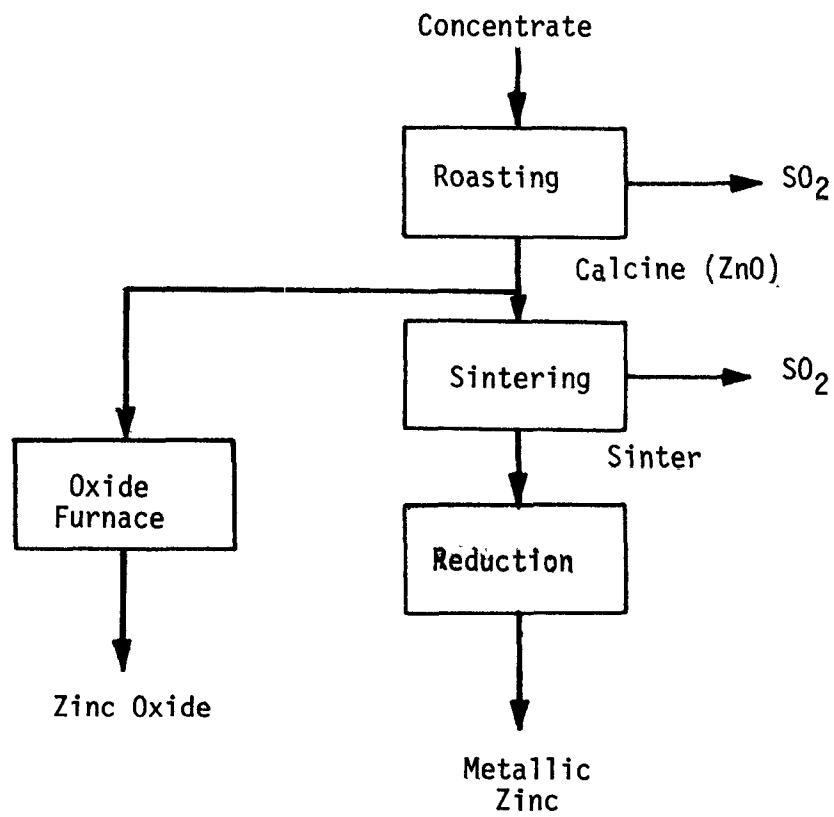 Concentrate
Roasting
SO2
Calcine (ZnO)
Sintering
SO2
Sinter
Oxide
Furnace
Reduction
Zinc Oxide
Metallic
Zinc